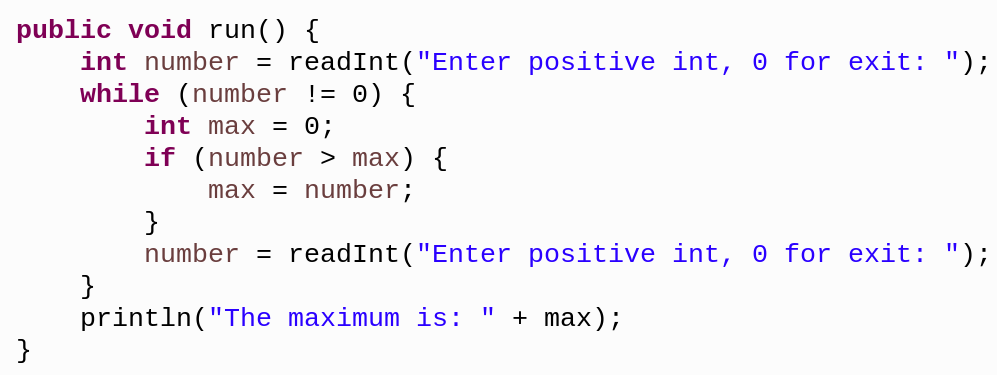 public void run() {
    int number = readInt("Enter positive int, 0 for exit: ");
    while (number != 0) {
        int max = 0;
        if (number > max) {
            max = number;
        }
        number = readInt("Enter positive int, 0 for exit: ");
    }
    println("The maximum is: " + max);
}